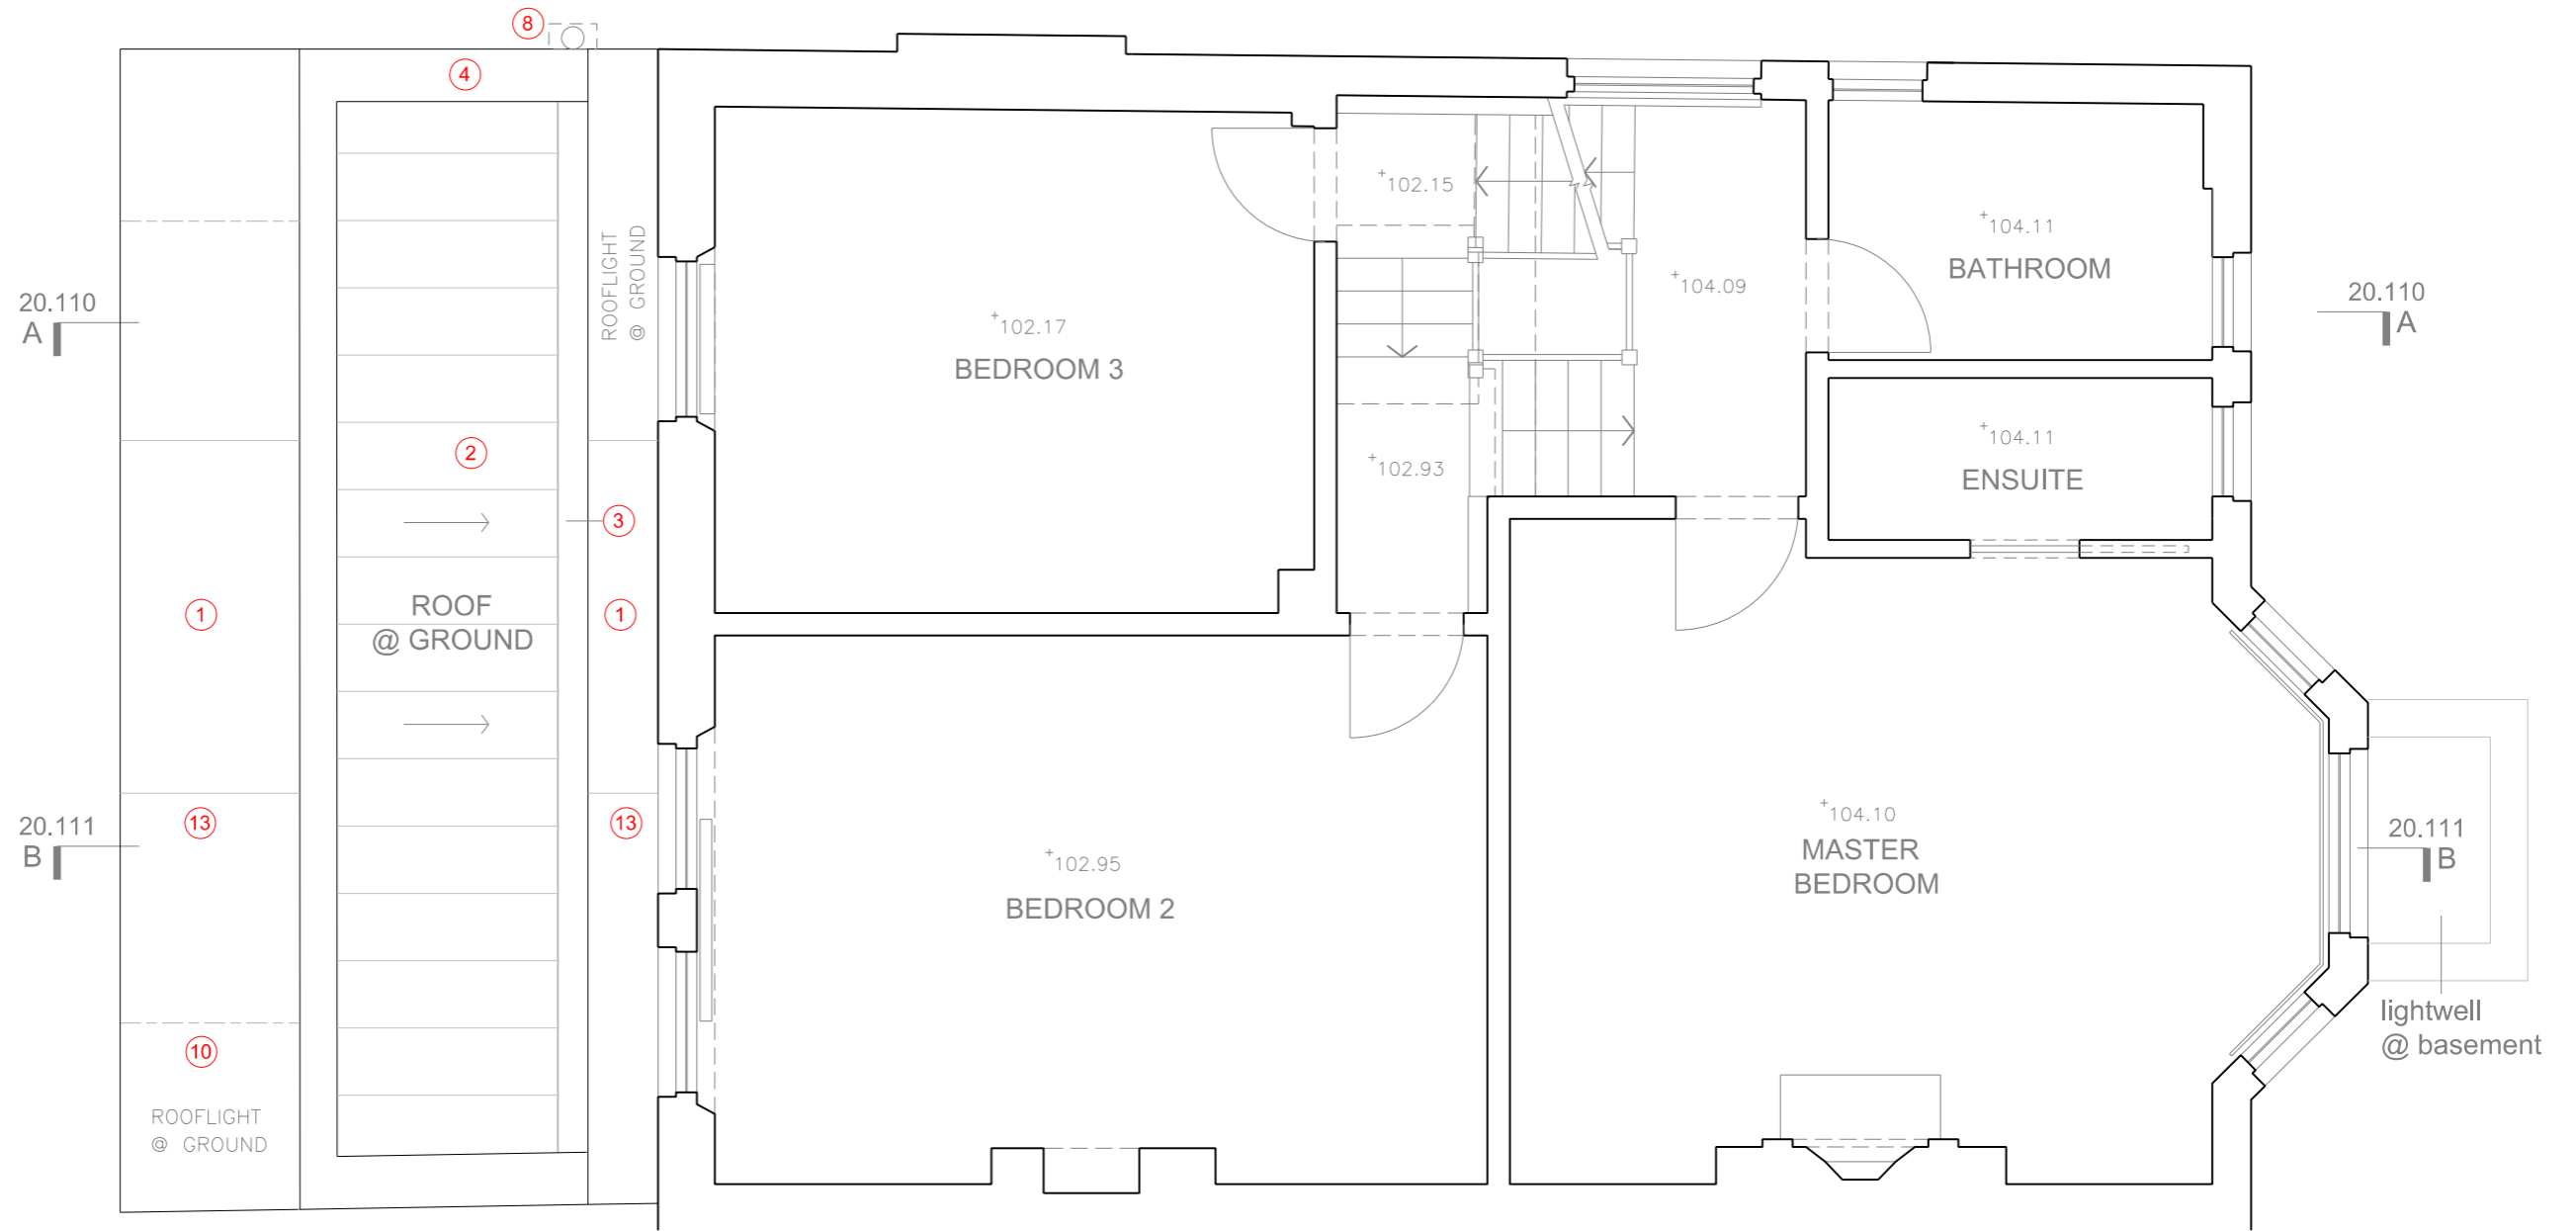 8
4
ROOFLIGHT
@ GROUND
+102.15
+104.11
BATHROOM
20.110
A
20.110
A
+104.09
+102.17
BEDROOM 3
2
+102.93
+104.11
ENSUITE
3
ROOF
@ GROUND
1
1
20.111
B
13
13
+102.95
BEDROOM 2
+104.10
MASTER
BEDROOM
20.111
B
lightwell
@ basement
10
ROOFLIGHT
@ GROUND